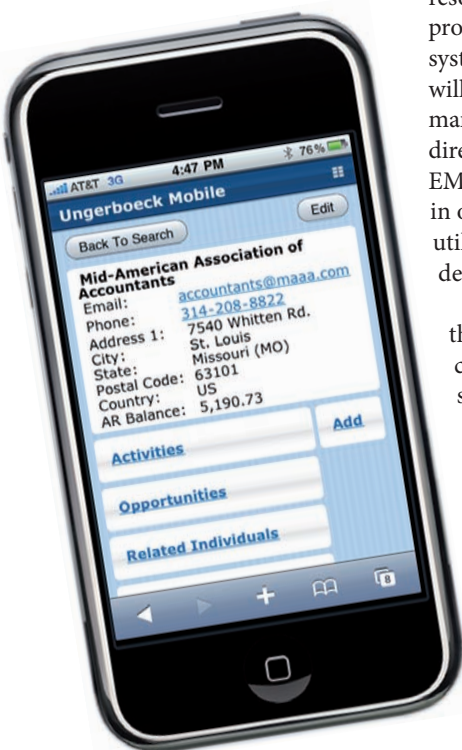 AT&T 3G 4:47 PM 76%
Ungerboeck Mobile
Back To Search Edit
Mid-American Association of
Accountants
Email: accountants@maaa.com
Phone: 314-208-8822
Address 1: 7540 Whitten Rd.
City: St. Louis
State: Missouri (MO)
Postal Code: 63101
Country: US
AR Balance: 5,190.73
Activities Add
Opportunities
Related Individuals
8
pro
syst
will
man
dire
EM
in o
util
de
th
c
s